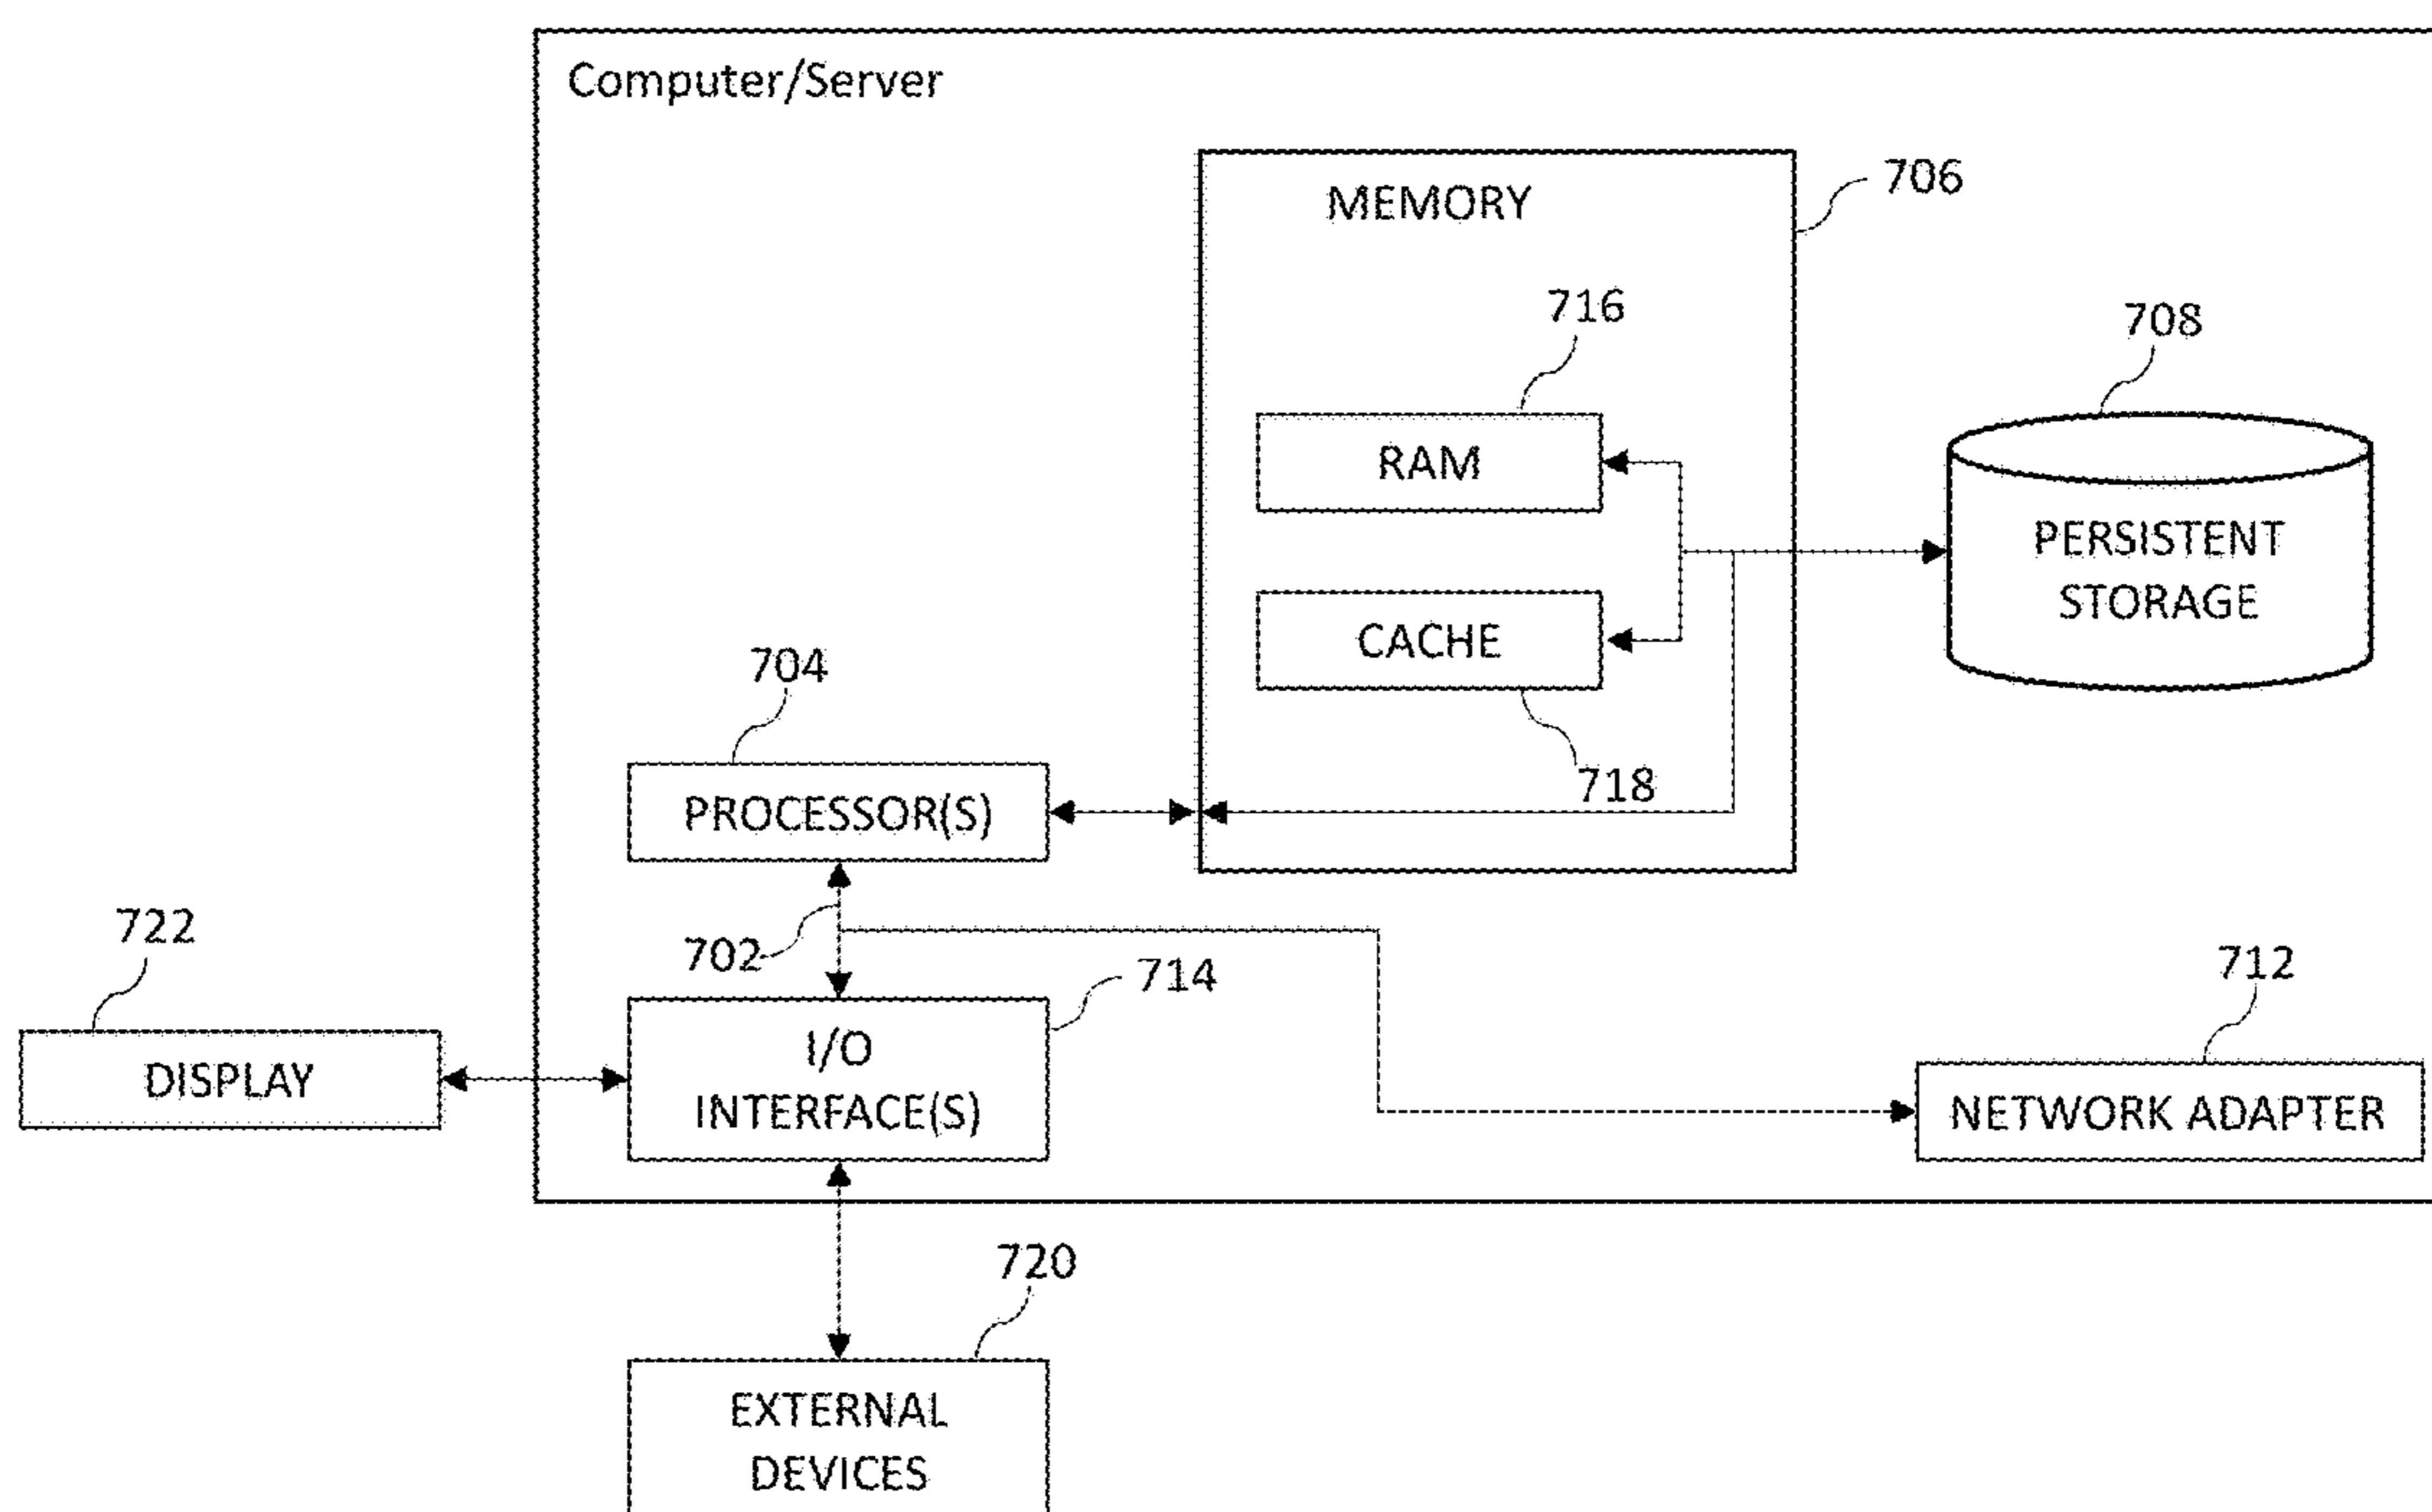 Computer/Server
MEMORY
706
716
708
RAM
PERSISTENT
STORAGE
CACHE
704
718
PROCESSOR(S)
722
702
714
712
I/O
INTERFACE(S)
DISPLAY
NETWORK ADAPTER
720
EXTERNAL
DEVICES